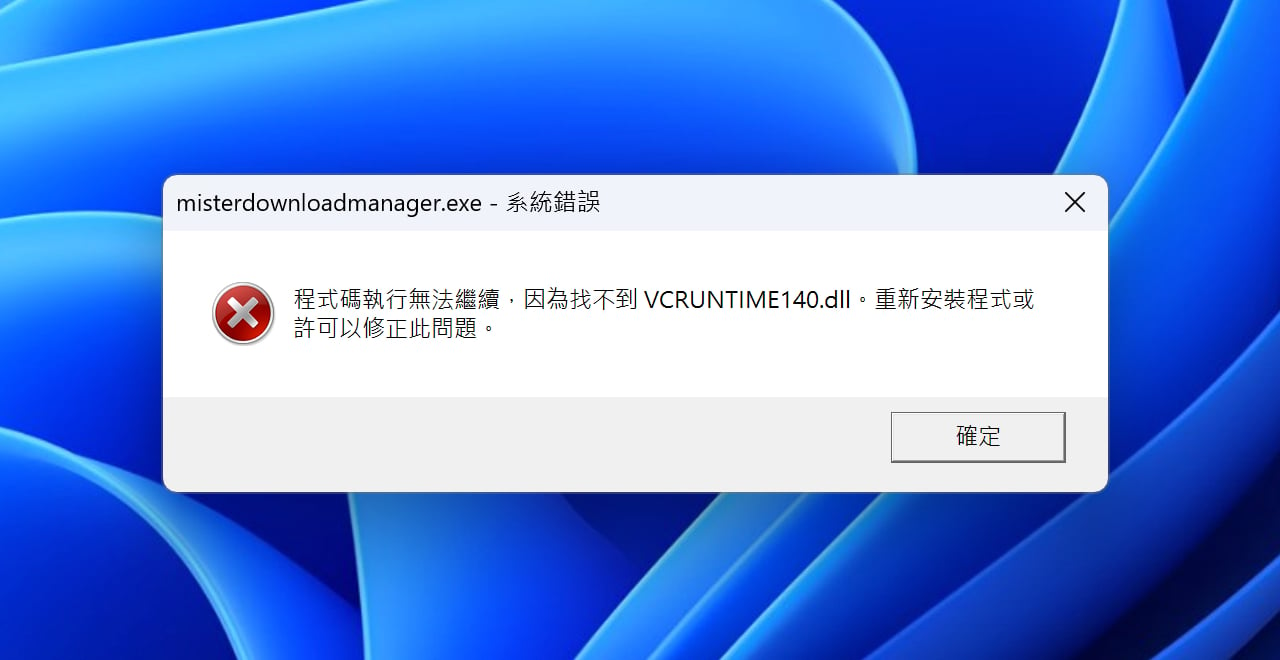 misterdownloadmanager.exe - 系統錯誤
程式碼執行無法繼續，因為找不到 VCRUNTIME140.dll。重新安裝程式或
許可以修正此問題。
確定